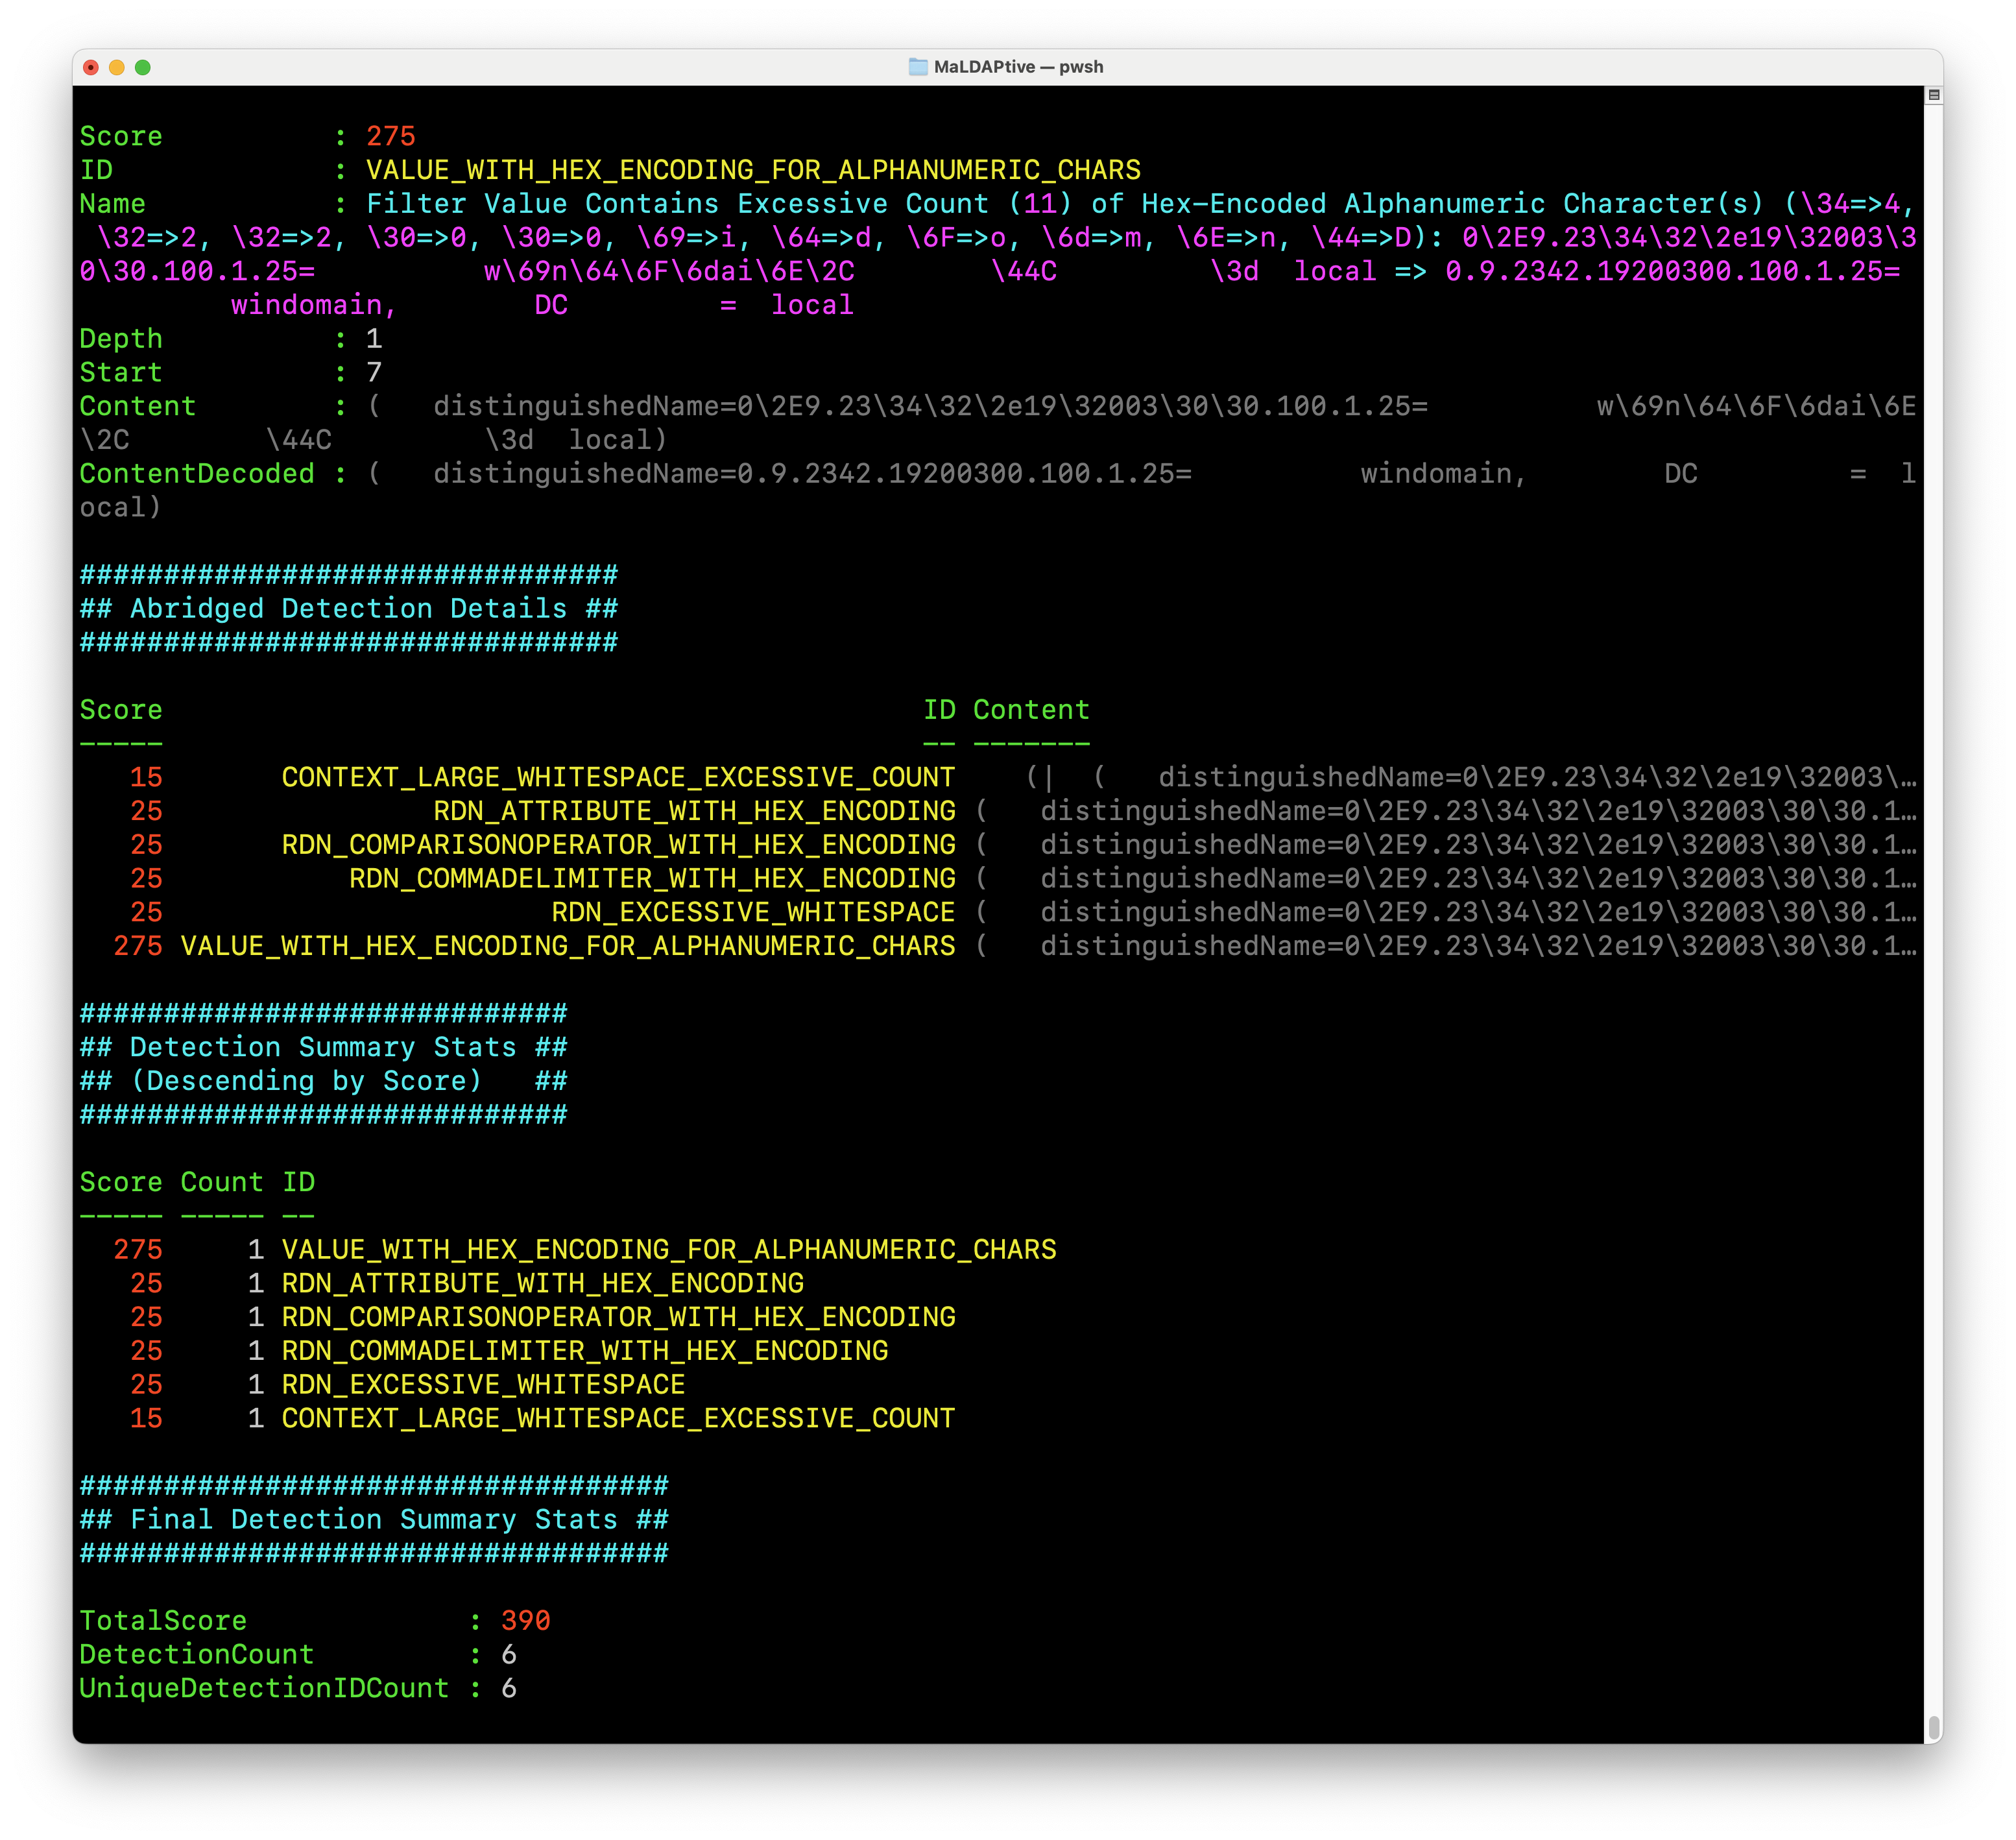 MaLDAPtive — pwsh
Score          : 275
ID             : VALUE_WITH_HEX_ENCODING_FOR_ALPHANUMERIC_CHARS
Name           : Filter Value Contains Excessive Count (11) of Hex-Encoded Alphanumeric Character(s) (\34=>4,
 \32=>2, \32=>2, \30=>0, \30=>0, \69=>i, \64=>d, \6F=>o, \6d=>m, \6E=>n, \44=>D): 0\2E9.23\34\32\2e19\32003\3
0\30.100.1.25=          w\69n\64\6F\6dai\6E\2C        \44C         \3d  local => 0.9.2342.19200300.100.1.25=
         windomain,        DC         =  local
Depth          : 1
Start          : 7
Content        : (   distinguishedName=0\2E9.23\34\32\2e19\32003\30\30.100.1.25=          w\69n\64\6F\6dai\6E
\2C        \44C         \3d  local)
ContentDecoded : (   distinguishedName=0.9.2342.19200300.100.1.25=          windomain,        DC         =  l
ocal)
################################
## Abridged Detection Details ##
################################
Score                                             ID Content
-----                                             -- -------
   15       CONTEXT_LARGE_WHITESPACE_EXCESSIVE_COUNT    (|  (   distinguishedName=0\2E9.23\34\32\2e19\32003\…
   25                RDN_ATTRIBUTE_WITH_HEX_ENCODING (   distinguishedName=0\2E9.23\34\32\2e19\32003\30\30.1…
   25       RDN_COMPARISONOPERATOR_WITH_HEX_ENCODING (   distinguishedName=0\2E9.23\34\32\2e19\32003\30\30.1…
   25           RDN_COMMADELIMITER_WITH_HEX_ENCODING (   distinguishedName=0\2E9.23\34\32\2e19\32003\30\30.1…
   25                       RDN_EXCESSIVE_WHITESPACE (   distinguishedName=0\2E9.23\34\32\2e19\32003\30\30.1…
  275 VALUE_WITH_HEX_ENCODING_FOR_ALPHANUMERIC_CHARS (   distinguishedName=0\2E9.23\34\32\2e19\32003\30\30.1…
#############################
## Detection Summary Stats ##
## (Descending by Score)   ##
#############################
Score Count ID
----- ----- --
  275     1 VALUE_WITH_HEX_ENCODING_FOR_ALPHANUMERIC_CHARS
   25     1 RDN_ATTRIBUTE_WITH_HEX_ENCODING
   25     1 RDN_COMPARISONOPERATOR_WITH_HEX_ENCODING
   25     1 RDN_COMMADELIMITER_WITH_HEX_ENCODING
   25     1 RDN_EXCESSIVE_WHITESPACE
   15     1 CONTEXT_LARGE_WHITESPACE_EXCESSIVE_COUNT
###################################
## Final Detection Summary Stats ##
###################################
TotalScore             : 390
DetectionCount         : 6
UniqueDetectionIDCount : 6